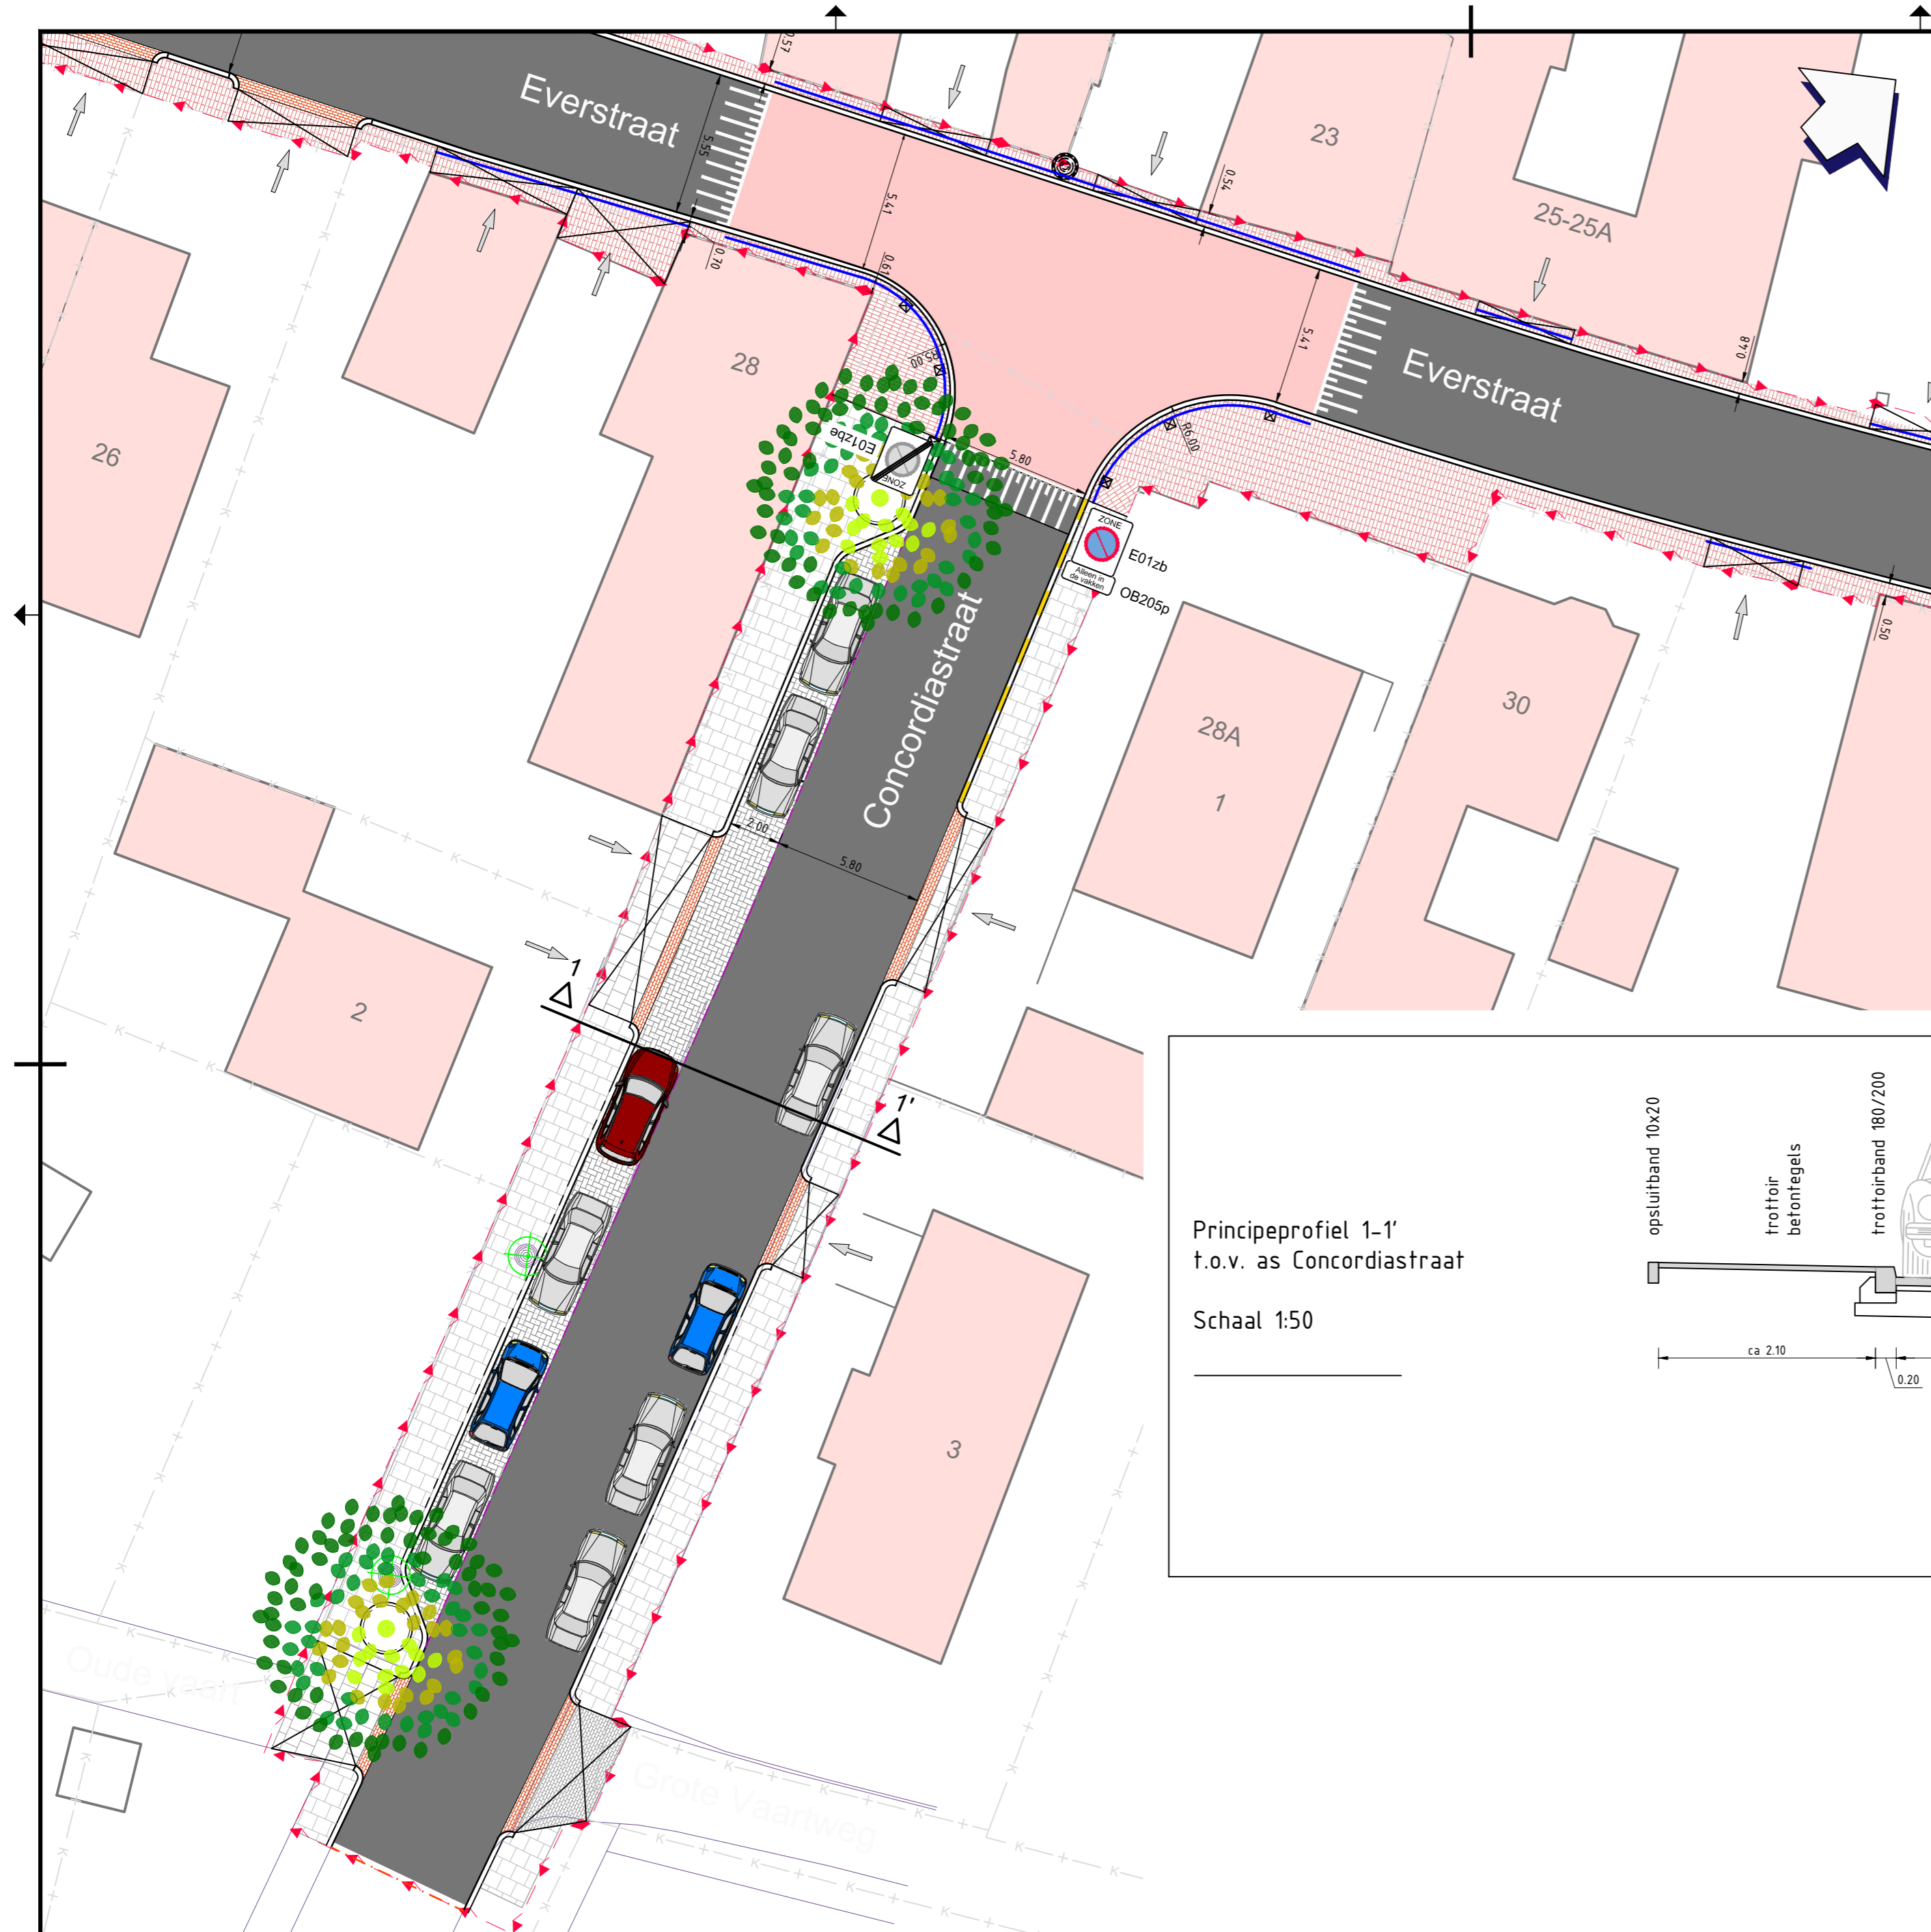 0.57
Everstraat
5.55
23
0.54
25-25A
5.41
0.70
0.61
28
R5.00
5.41
Everstraat
0.48
26
E01zbe
ZONE
5.80
R6.00
ZONE
E01zb
Alleen in
de vakken
OB205p
0.50
Concordiastraat
28A
1
30
2.00
5.80
1
2
1'
opsluitband 10x20
trottoir
betontegels
trottoirband 180/200
Principeprofiel 1-1'
t.o.v. as Concordiastraat
Schaal 1:50
ca 2.10
0.20
3
Oude vaart
Grote Vaartweg